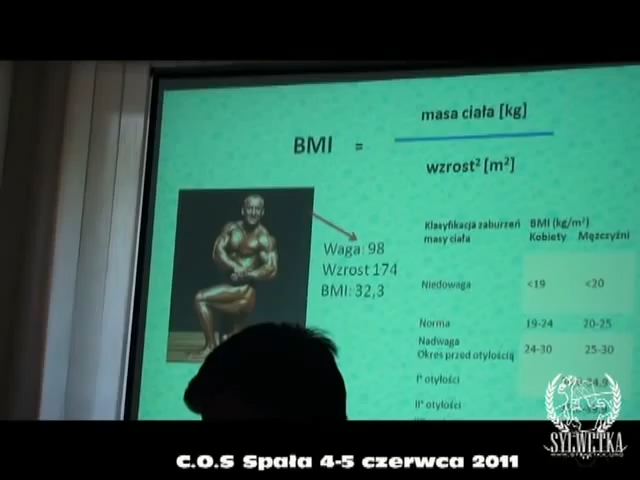 masa ciała [kg]
BMI =
wzrost² [m²]
Waga: 98
Wzrost 174
BMI: 32,3
Klasyfikacja zaburzeń masy ciała
BMI (kg/m²)
Kobiety Mężczyźni
Niedowaga <19 <20
Norma 19-24 20-25
Nadwaga
Okres przed otyłością 24-30 25-30
I° otyłości
II° otyłości
SYLWETKA
C.O.S Spała 4-5 czerwca 2011